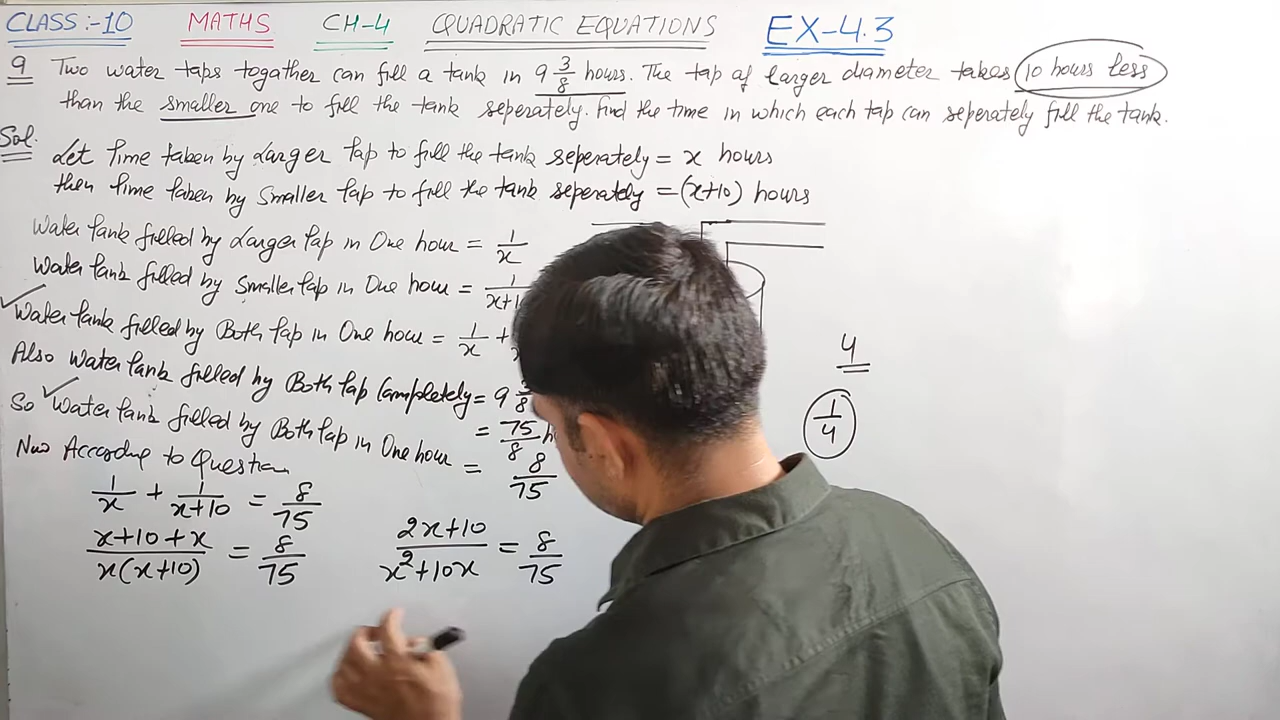 CLASS:-10 MATHS CH-4 QUADRATIC EQUATIONS EX-4.3
9 Two water taps togather can fill a tank in 9 3/8 hours. The tap of larger diameter takes 10 hours less
than the smaller one to fill the tank seperately. Find the time in which each tap can seperately fill the tank.
Sol.
Let Time taken by Larger Tap to fill the tank seperately = x hours
then Time taken by Smaller Tap to fill the tank seperately = (x+10) hours
Water Tank filled by Larger Tap in One hour = 1/x
Water Tank filled by Smaller Tap in One hour = 1/x+1
Water Tank filled by Both Tap in One hour = 1/x +
Also Water Tank filled by Both Tap Completely = 9 /8
= 75/8 h
So Water Tank filled by Both Tap in One hour = 8/75
Now According to Question
1/x + 1/x+10 = 8/75
x+10+x/x(x+10) = 8/75
2x+10/x²+10x = 8/75
4
1/4